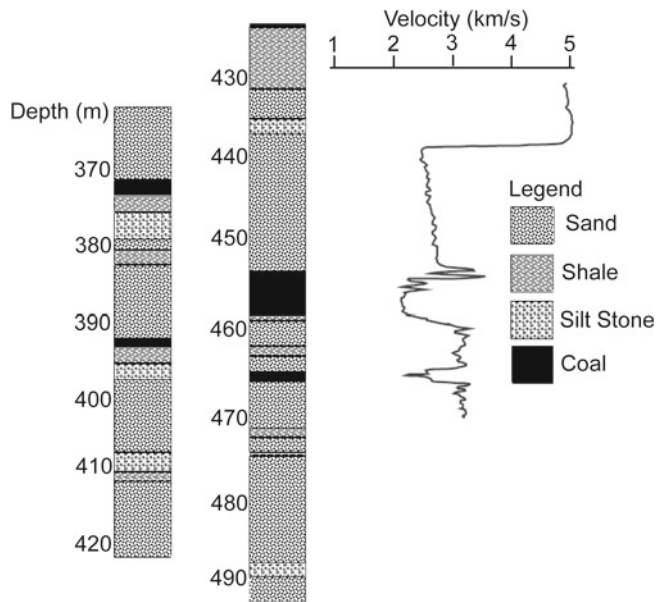 Velocity (km/s)
1 2 3 4 5
Depth (m)
370
380
390
400
410
420
430
440
450
460
470
480
490
Legend
Sand
Shale
Silt Stone
Coal